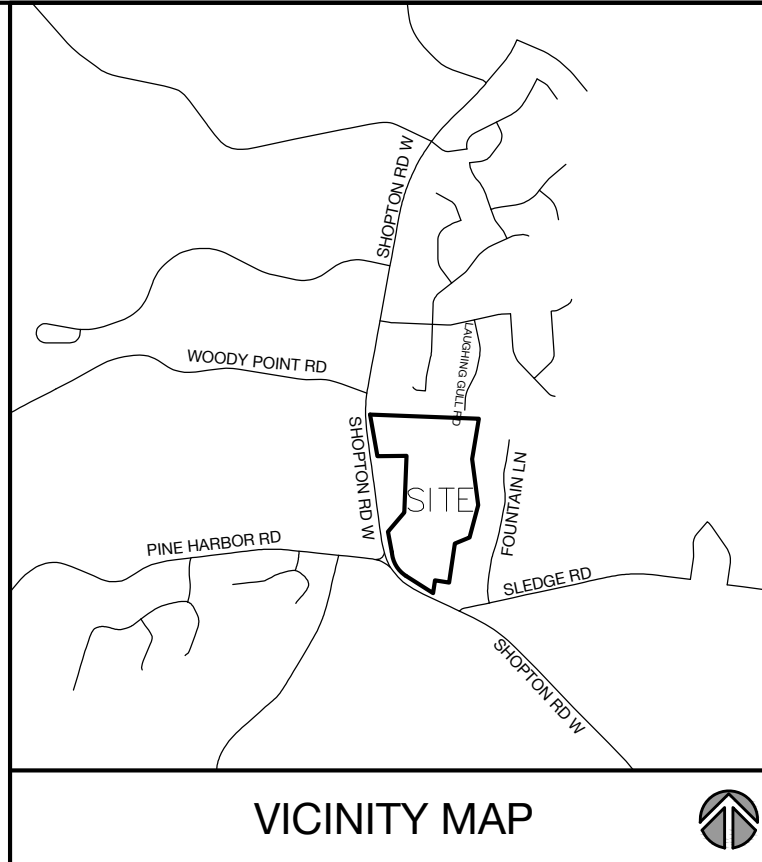 SHOPTON RD W
WOODY POINT RD
LAUGHING GULL RD
SHOPTON RD W
SITE
FOUNTAIN LN
PINE HARBOR RD
SLEDGE RD
SHOPTON RD W
VICINITY MAP